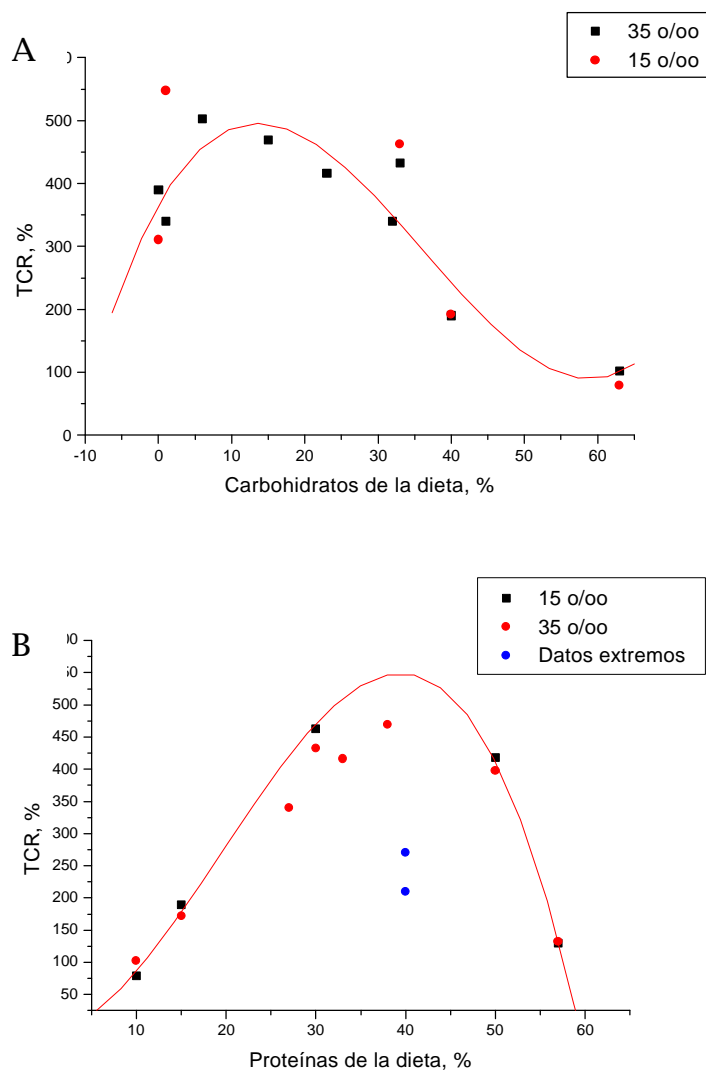 A
35 o/oo
15 o/oo
500
400
300
200
100
0
TCR, %
-10 0 10 20 30 40 50 60
Carbohidratos de la dieta, %
B
15 o/oo
35 o/oo
Datos extremos
500
450
400
350
300
250
200
150
100
50
TCR, %
10 20 30 40 50 60
Proteínas de la dieta, %